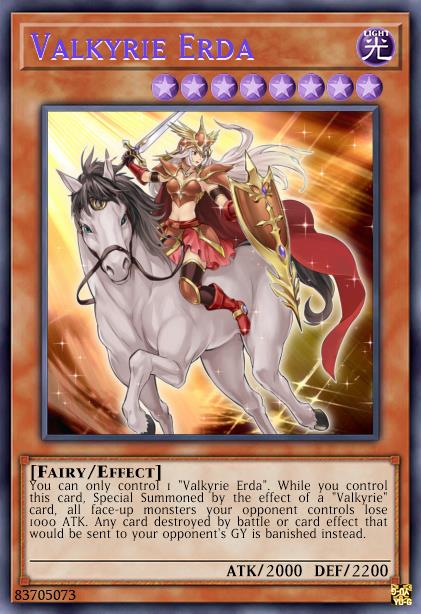 Valkyrie Erda
LIGHT
光
[Fairy/Effect]
You can only control 1 "Valkyrie Erda". While you control
this card, Special Summoned by the effect of a "Valkyrie"
card, all face-up monsters your opponent controls lose
1000 ATK. Any card destroyed by battle or card effect that
would be sent to your opponent's GY is banished instead.
ATK/2000 DEF/2200
83705073